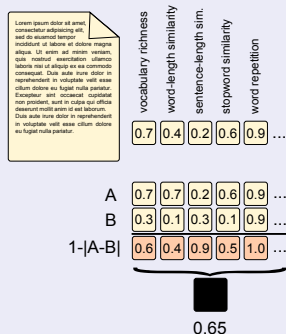 Lorem ipsum dolor sit amet,
consectetur adipisicing elit,
sed do eiusmod tempor
incididunt ut labore et dolore magna
aliqua. Ut enim ad minim veniam,
quis nostrud exercitation ullamco
laboris nisi ut aliquip ex ea commodo
consequat. Duis aute irure dolor in
reprehenderit in voluptate velit esse
cillum dolore eu fugiat nulla pariatur.
Excepteur sint occaecat cupidatat
non proident, sunt in culpa qui officia
deserunt mollit anim id est laborum.
Duis aute irure dolor in reprehenderit
in voluptate velit esse cillum dolore
eu fugiat nulla pariatur.
vocabulary richness
word-length similarity
sentence-length sim.
stopword similarity
word repetition
0.7 0.4 0.2 0.6 0.9 ...
A 0.7 0.7 0.2 0.6 0.9 ...
B 0.3 0.1 0.3 0.1 0.9 ...
1-|A-B| 0.6 0.4 0.9 0.5 1.0 ...
0.65